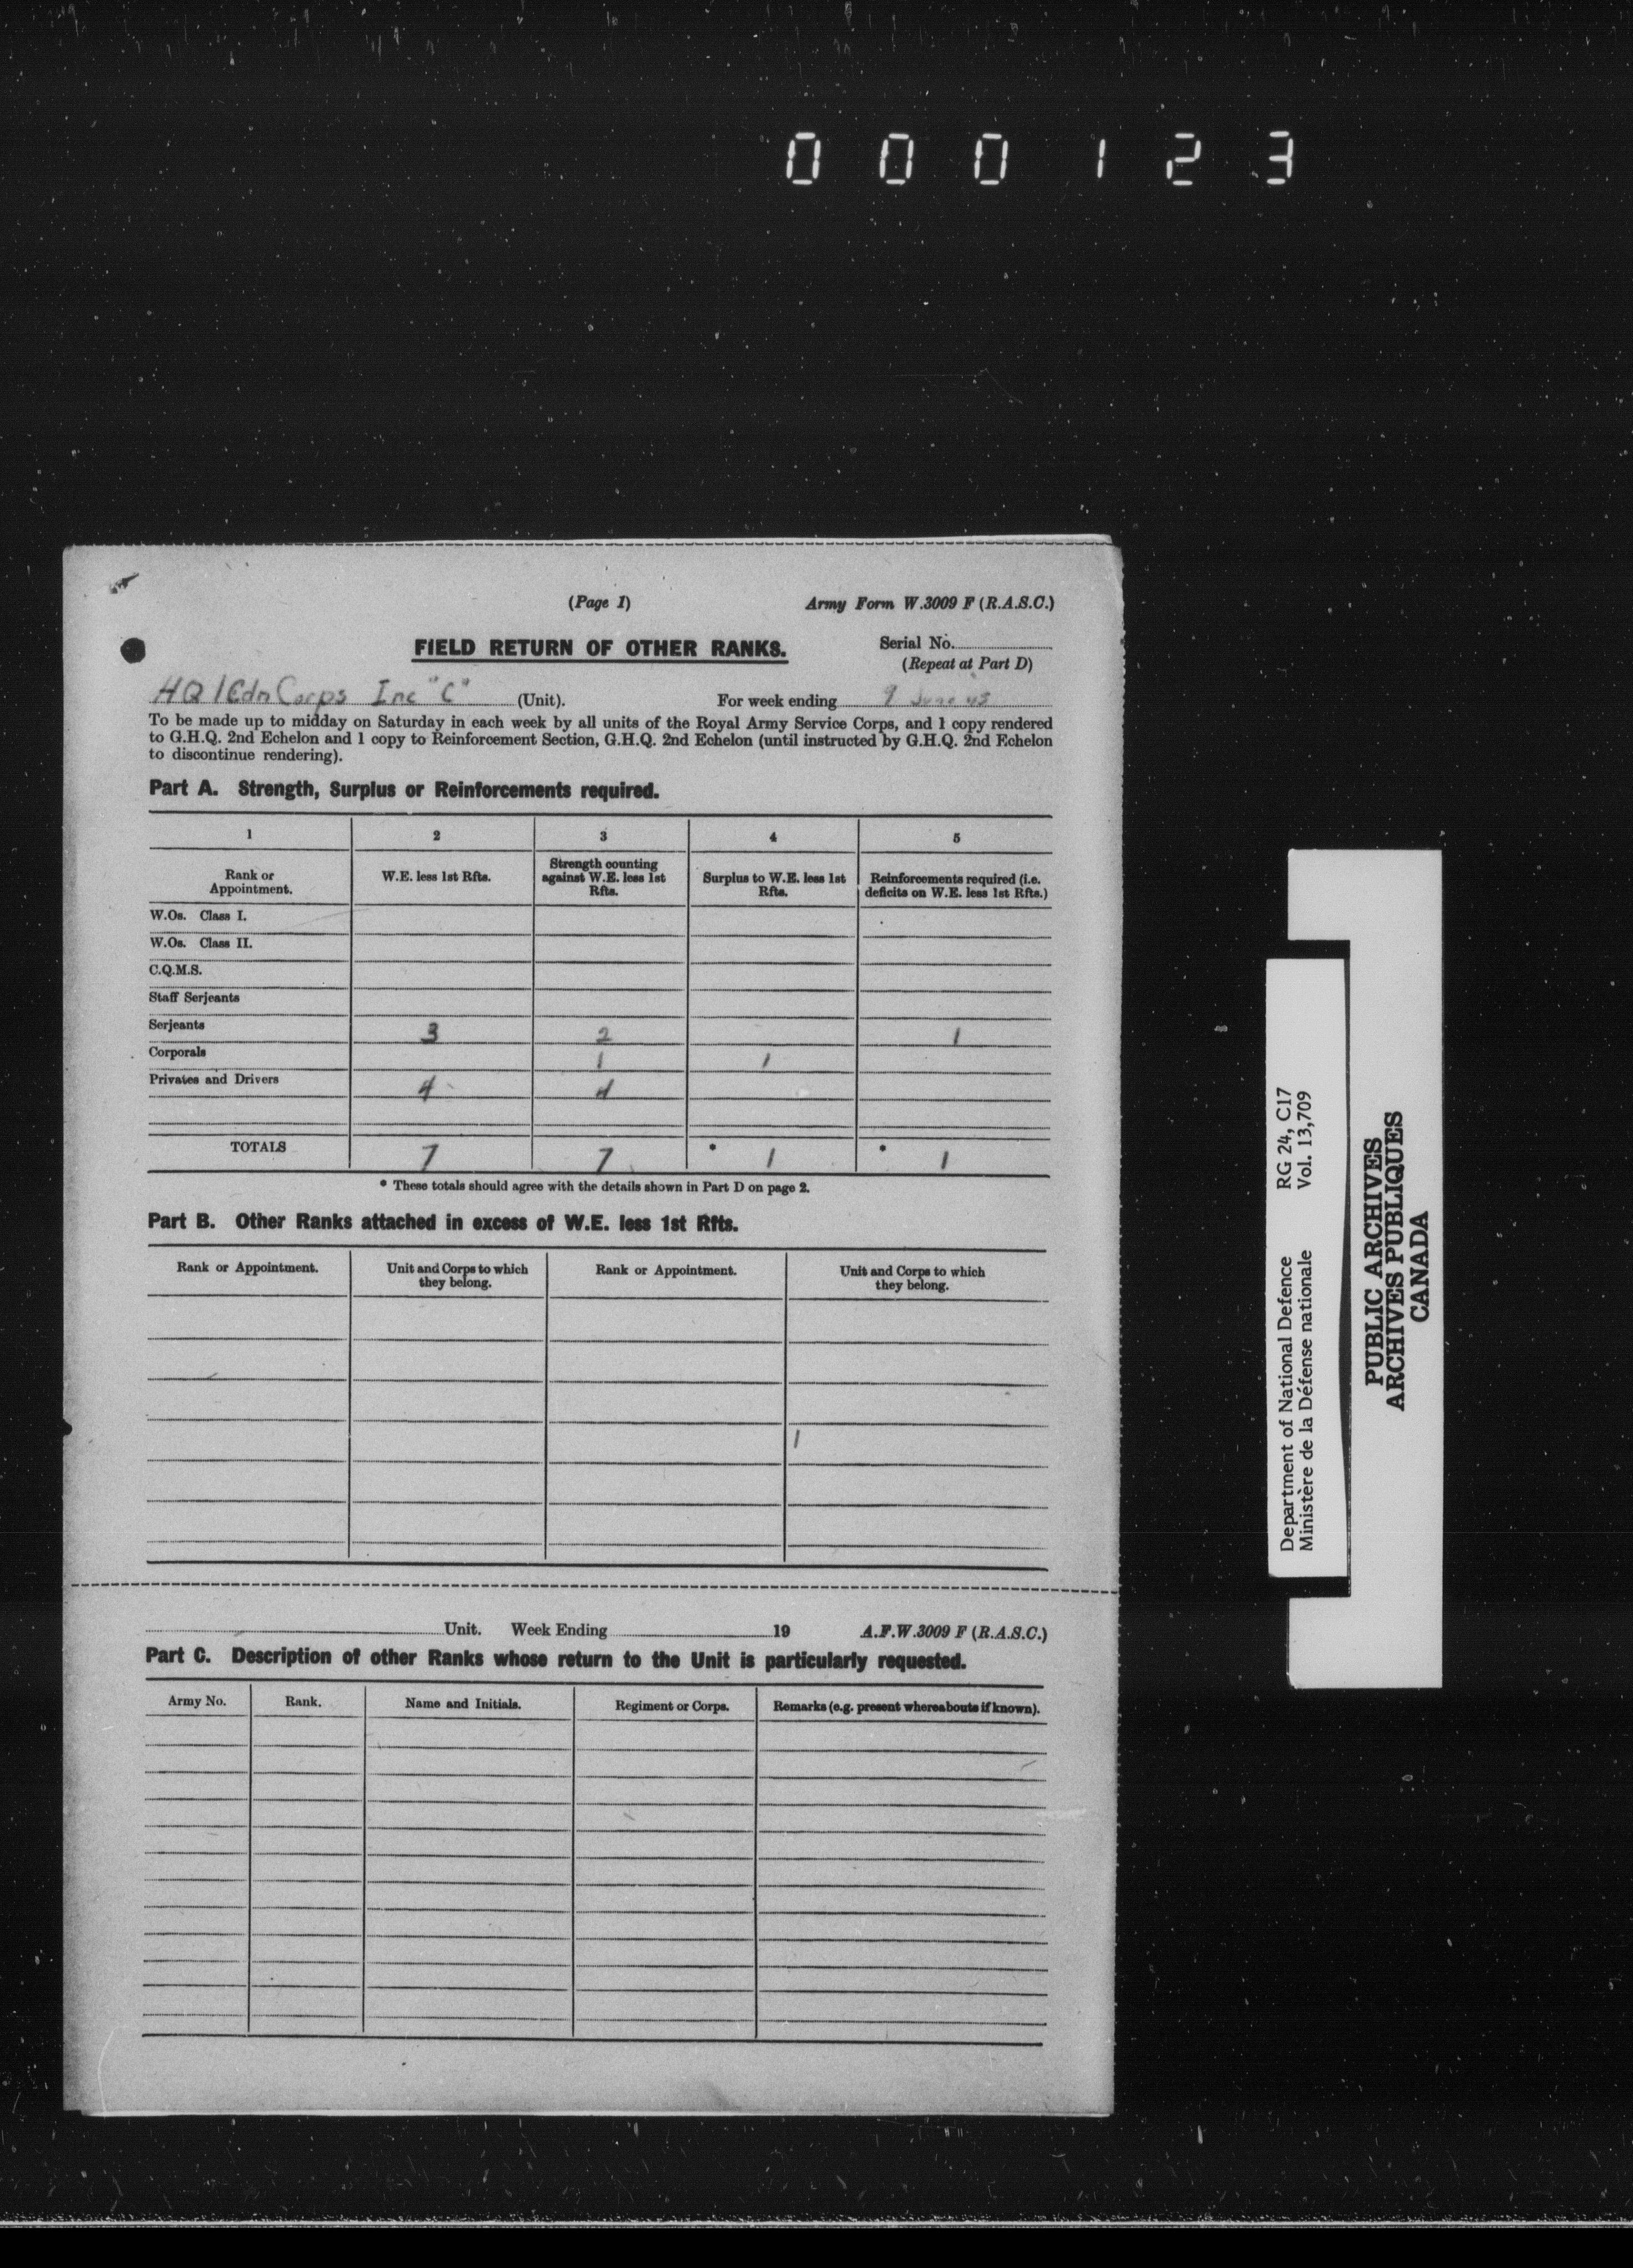 000123
(Page 1) Army Form W.3009 F (R.A.S.C.)
FIELD RETURN OF OTHER RANKS. Serial No.
(Repeat at Part D)
HQ 1 Cdn Corps Inc "C" (Unit). For week ending 9 June 45
To be made up to midday on Saturday in each week by all units of the Royal Army Service Corps, and 1 copy rendered
to G.H.Q. 2nd Echelon and 1 copy to Reinforcement Section, G.H.Q. 2nd Echelon (until instructed by G.H.Q. 2nd Echelon
to discontinue rendering).
Part A. Strength, Surplus or Reinforcements required.
1 2 3 4 5
Rank or Appointment. W.E. less 1st Rfts. Strength counting against W.E. less 1st Rfts. Surplus to W.E. less 1st Rfts. Reinforcements required (i.e. deficits on W.E. less 1st Rfts.)
W.Os. Class I.
W.Os. Class II.
C.Q.M.S.
Staff Serjeants
Serjeants 3 2 1
Corporals 1 1
Privates and Drivers 4 4
TOTALS 7 7 * 1 * 1
* These totals should agree with the details shown in Part D on page 2.
Part B. Other Ranks attached in excess of W.E. less 1st Rfts.
Rank or Appointment. Unit and Corps to which they belong. Rank or Appointment. Unit and Corps to which they belong.
1
Unit. Week Ending 19 A.F.W.3009 F (R.A.S.C.)
Part C. Description of other Ranks whose return to the Unit is particularly requested.
Army No. Rank. Name and Initials. Regiment or Corps. Remarks (e.g. present whereabouts if known).
Department of National Defence RG 24, C17
Ministère de la Défense nationale Vol. 13,709
PUBLIC ARCHIVES
ARCHIVES PUBLIQUES
CANADA